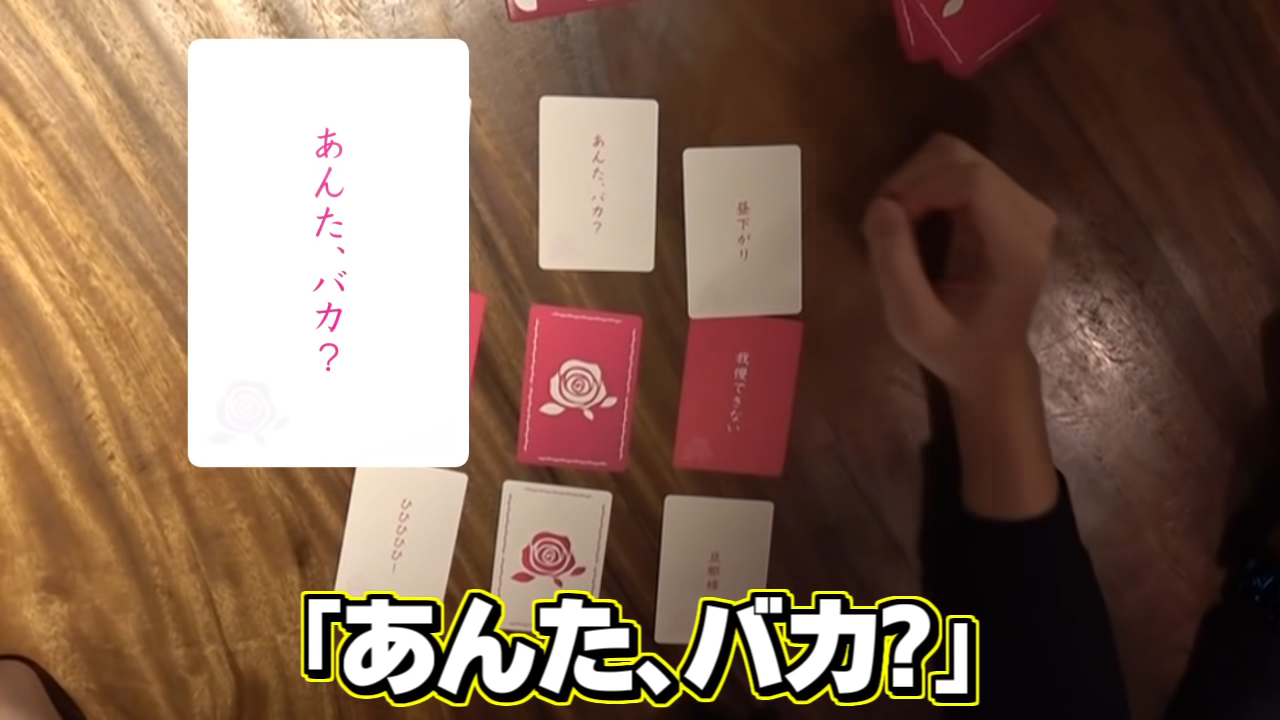 あんた、バカ?
あんた、バカ?
昼下がり
我慢できない
ひひひひひー
旦那様
「あんた、バカ?」